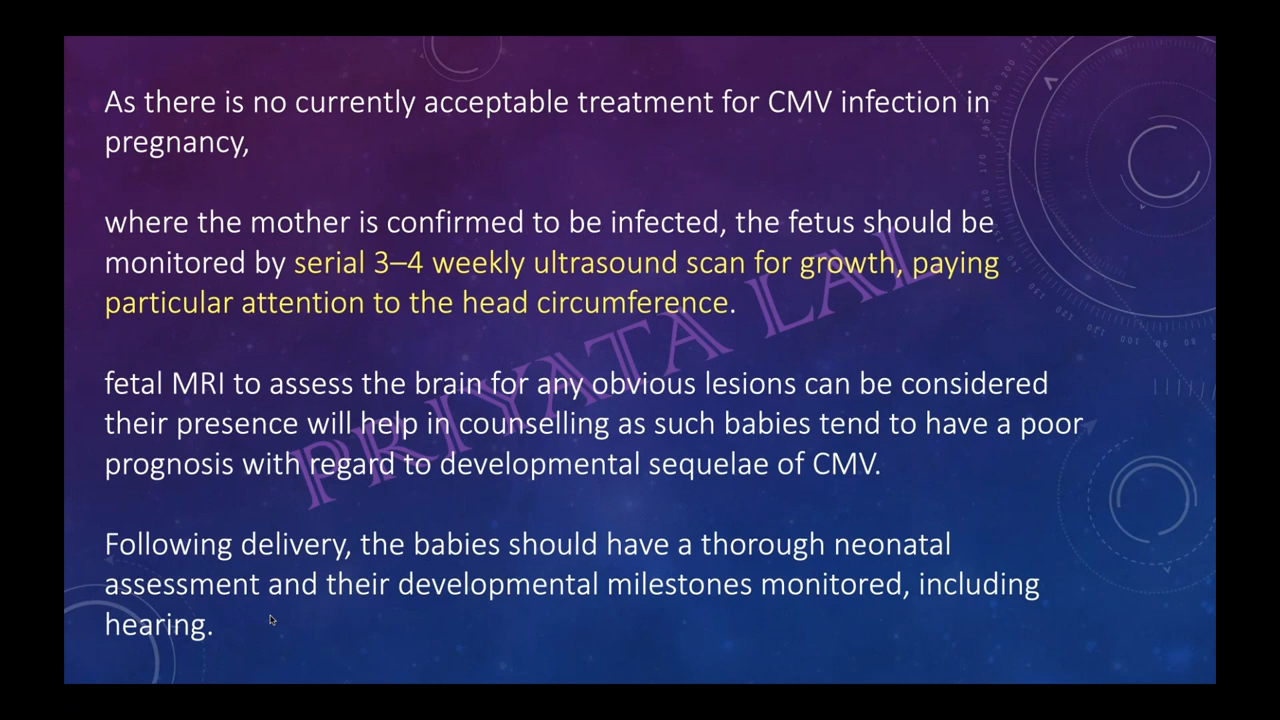 As there is no currently acceptable treatment for CMV infection in
pregnancy,
where the mother is confirmed to be infected, the fetus should be
monitored by serial 3–4 weekly ultrasound scan for growth, paying
particular attention to the head circumference.
fetal MRI to assess the brain for any obvious lesions can be considered
their presence will help in counselling as such babies tend to have a poor
prognosis with regard to developmental sequelae of CMV.
Following delivery, the babies should have a thorough neonatal
assessment and their developmental milestones monitored, including
hearing.
PRIYATA LAL